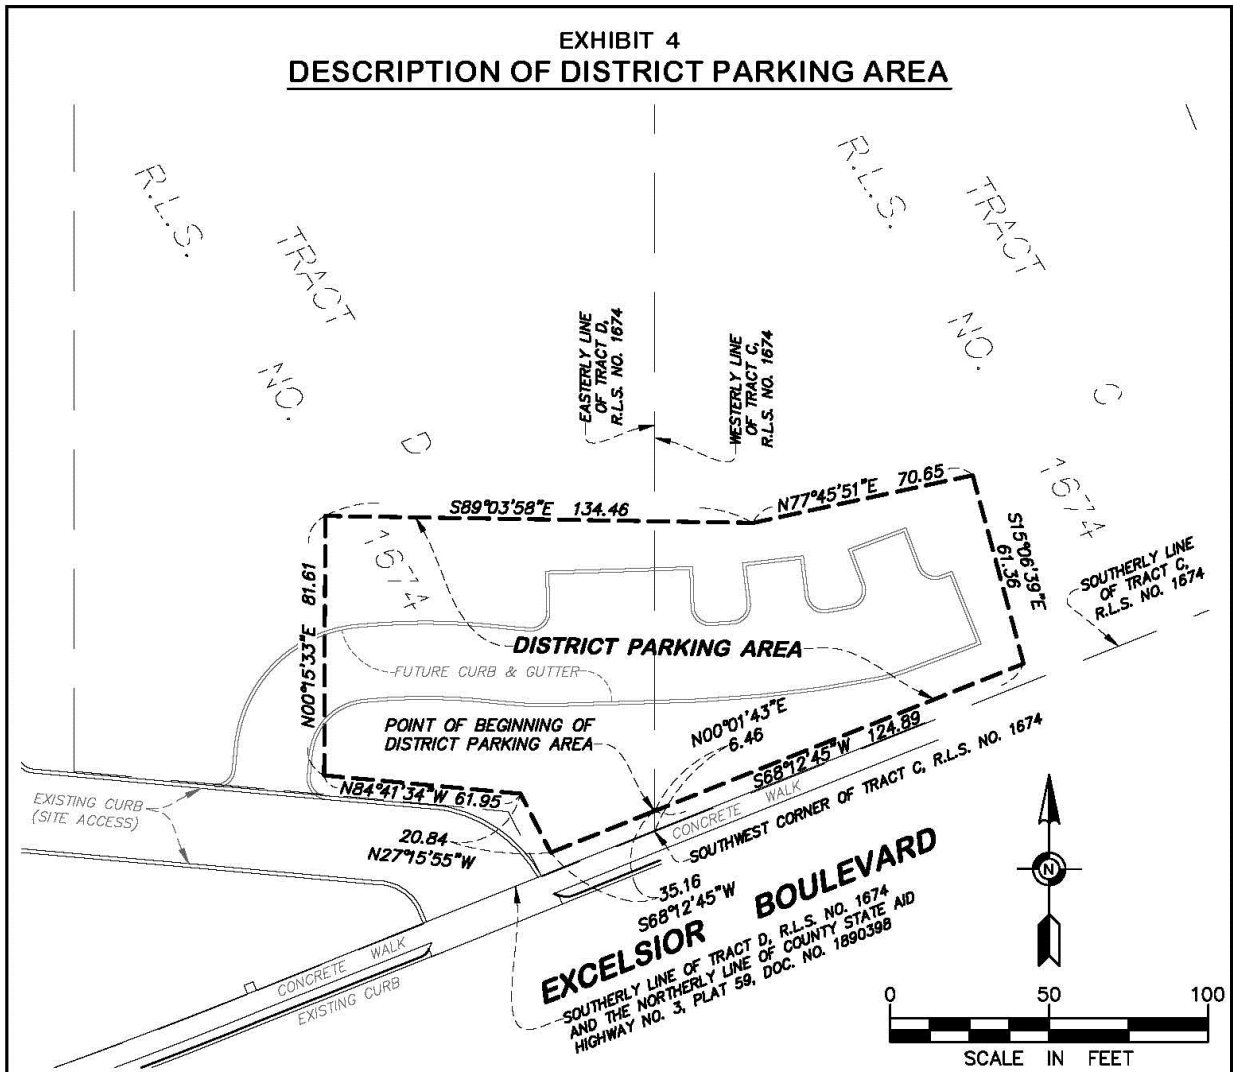 EXHIBIT 4
DESCRIPTION OF DISTRICT PARKING AREA
R.L.S.
TRACT
NO.
D
1674
R.L.S.
TRACT
NO.
C
1674
EASTERLY LINE
OF TRACT D,
R.L.S. NO. 1674
WESTERLY LINE
OF TRACT C,
R.L.S. NO. 1674
S89°03'58"E 134.46
N77°45'51"E 70.65
S15°06'39"E
61.36
SOUTHERLY LINE
OF TRACT C,
R.L.S. NO. 1674
N00°15'33"E 81.61
DISTRICT PARKING AREA
FUTURE CURB & GUTTER
POINT OF BEGINNING OF
DISTRICT PARKING AREA
N00°01'43"E
6.46
S68°12'45"W 124.89
N84°41'34"W 61.95
EXISTING CURB
(SITE ACCESS)
20.84
N27°15'55"W
CONCRETE WALK
SOUTHWEST CORNER OF TRACT C, R.L.S. NO. 1674
35.16
S68°12'45"W
EXCELSIOR BOULEVARD
SOUTHERLY LINE OF TRACT D, R.L.S. NO. 1674
AND THE NORTHERLY LINE OF COUNTY STATE AID
HIGHWAY NO. 3, PLAT 59, DOC. NO. 1890398
CONCRETE WALK
EXISTING CURB
N
0 50 100
SCALE IN FEET